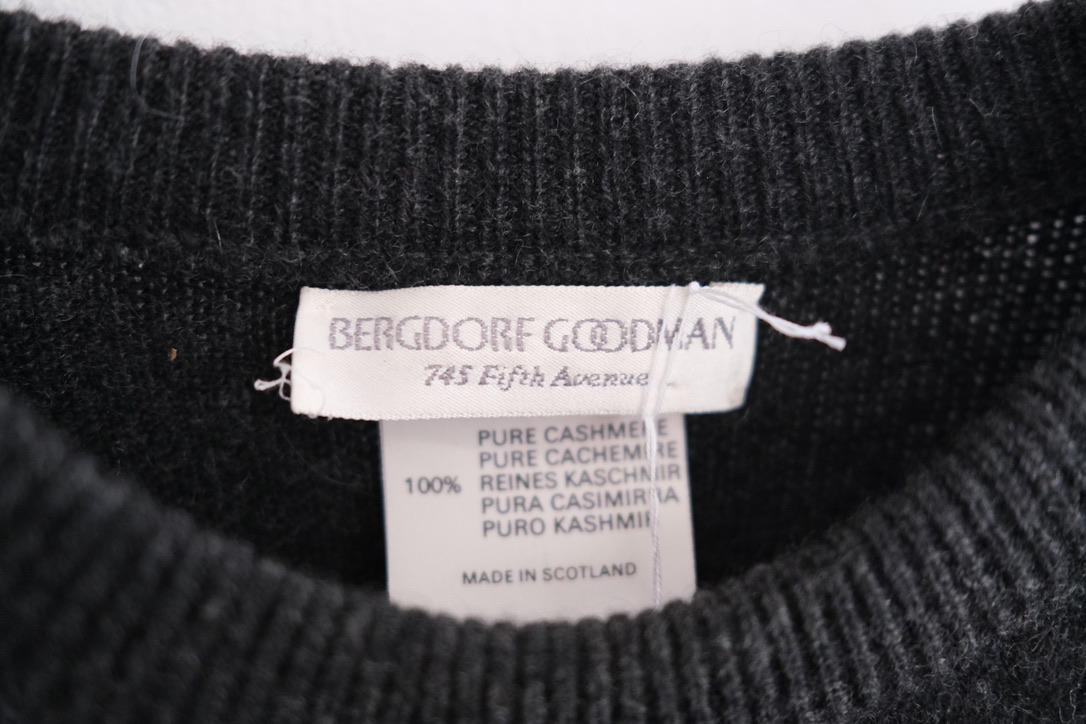 BERGDORF GOODMAN
745 Fifth Avenue
PURE CASHMERE
PURE CACHEMIRE
100% REINES KASCHMIR
PURA CASIMIRRA
PURO KASHMIR
MADE IN SCOTLAND